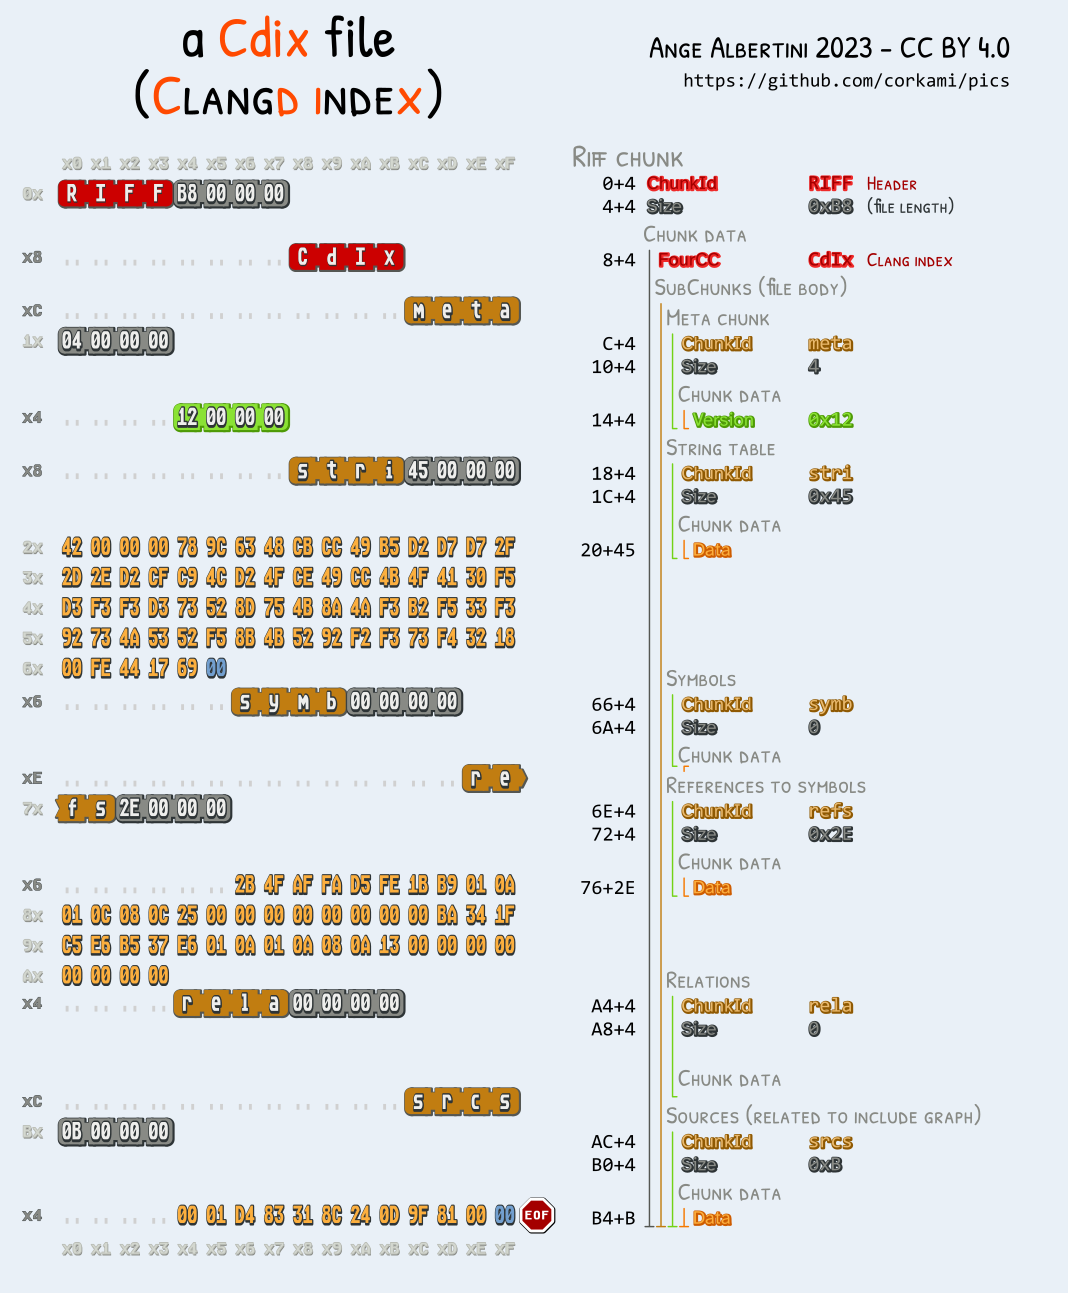 a Cdix file
(Clangd index)
Ange Albertini 2023 - CC BY 4.0
https://github.com/corkami/pics
x0 x1 x2 x3 x4 x5 x6 x7 x8 x9 xA xB xC xD xE xF
Riff chunk
0x R I F F B8 00 00 00
0+4 ChunkId RIFF Header
4+4 Size 0xB8 (file length)
Chunk data
x8 .. .. .. .. .. .. .. .. C d I x
8+4 FourCC CdIx Clang index
SubChunks (file body)
xC .. .. .. .. .. .. .. .. .. .. .. .. m e t a
1x 04 00 00 00
Meta chunk
C+4 ChunkId meta
10+4 Size 4
Chunk data
x4 .. .. .. .. 12 00 00 00
14+4 Version 0x12
String table
x8 .. .. .. .. .. .. .. .. s t r i 45 00 00 00
18+4 ChunkId stri
1C+4 Size 0x45
Chunk data
2x 42 00 00 00 78 9C 63 48 CB CC 49 B5 D2 D7 D7 2F
20+45 Data
3x 2D 2E D2 CF C9 4C D2 4F CE 49 CC 4B 4F 41 30 F5
4x D3 F3 F3 D3 73 52 8D 75 4B 8A 4A F3 B2 F5 33 F3
5x 92 73 4A 53 52 F5 8B 4B 52 92 F2 F3 73 F4 32 18
6x 00 FE 44 17 69 00
Symbols
x6 .. .. .. .. .. .. s y m b 00 00 00 00
66+4 ChunkId symb
6A+4 Size 0
Chunk data
xE .. .. .. .. .. .. .. .. .. .. .. .. .. .. r e
7x f s 2E 00 00 00
References to symbols
6E+4 ChunkId refs
72+4 Size 0x2E
Chunk data
x6 .. .. .. .. .. .. 2B 4F AF FA D5 FE 1B B9 01 0A
76+2E Data
8x 01 0C 08 0C 25 00 00 00 00 00 00 00 00 BA 34 1F
9x C5 E6 B5 37 E6 01 0A 01 0A 08 0A 13 00 00 00 00
Ax 00 00 00 00
Relations
x4 .. .. .. .. r e l a 00 00 00 00
A4+4 ChunkId rela
A8+4 Size 0
Chunk data
xC .. .. .. .. .. .. .. .. .. .. .. .. s r c s
Bx 0B 00 00 00
Sources (related to include graph)
AC+4 ChunkId srcs
B0+4 Size 0xB
Chunk data
x4 .. .. .. .. 00 01 D4 83 31 8C 24 0D 9F 81 00 00 EOF
B4+B Data
x0 x1 x2 x3 x4 x5 x6 x7 x8 x9 xA xB xC xD xE xF